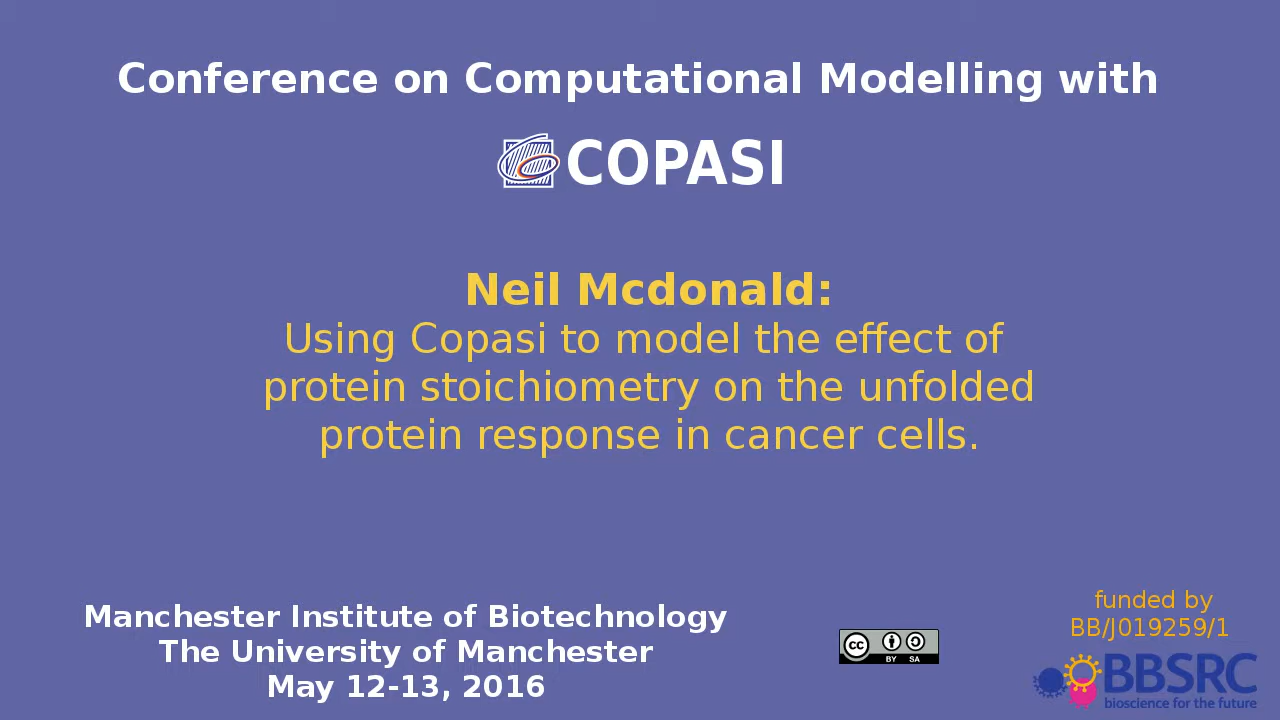 Conference on Computational Modelling with
COPASI
Neil Mcdonald:
Using Copasi to model the effect of
protein stoichiometry on the unfolded
protein response in cancer cells.
Manchester Institute of Biotechnology
The University of Manchester
May 12-13, 2016
cc
BY SA
funded by
BB/J019259/1
BBSRC
bioscience for the future